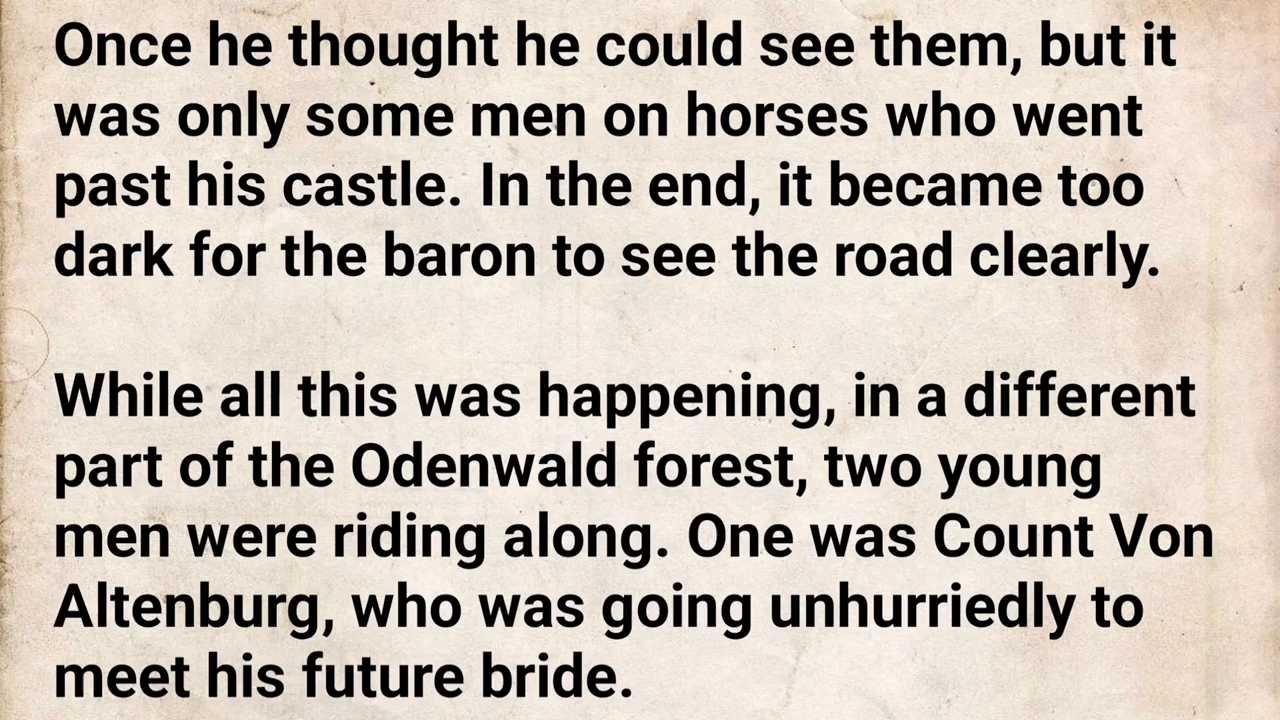 Once he thought he could see them, but it
was only some men on horses who went
past his castle. In the end, it became too
dark for the baron to see the road clearly.
While all this was happening, in a different
part of the Odenwald forest, two young
men were riding along. One was Count Von
Altenburg, who was going unhurriedly to
meet his future bride.